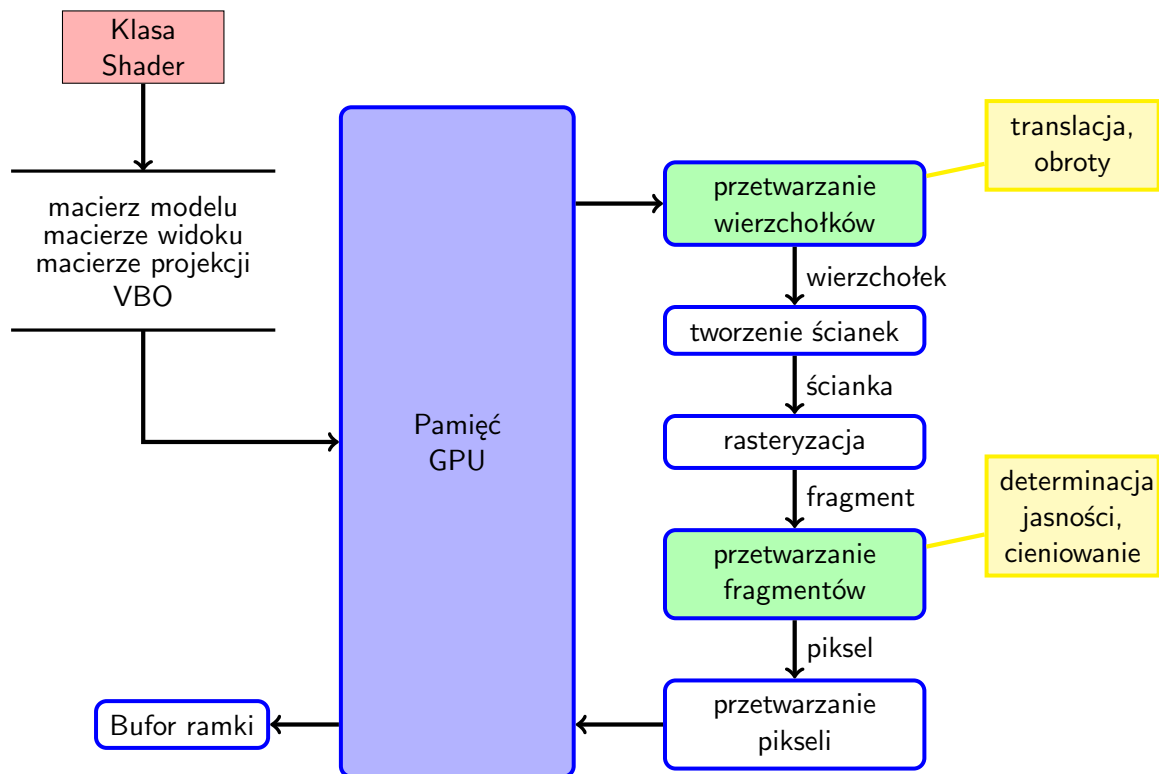 Klasa
Shader
macierz modelu
macierze widoku
macierze projekcji
VBO
Pamięć
GPU
Bufor ramki
przetwarzanie
wierzchołków
translacja,
obroty
wierzchołek
tworzenie ścianek
ścianka
rasteryzacja
fragment
przetwarzanie
fragmentów
determinacja
jasności,
cieniowanie
piksel
przetwarzanie
pikseli